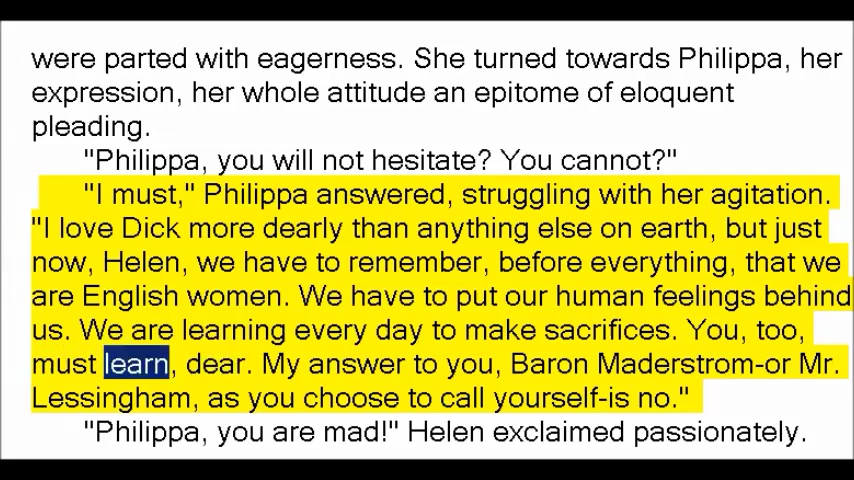 were parted with eagerness. She turned towards Philippa, her
expression, her whole attitude an epitome of eloquent
pleading.
"Philippa, you will not hesitate? You cannot?"
"I must," Philippa answered, struggling with her agitation.
"I love Dick more dearly than anything else on earth, but just
now, Helen, we have to remember, before everything, that we
are English women. We have to put our human feelings behind
us. We are learning every day to make sacrifices. You, too,
must learn, dear. My answer to you, Baron Maderstrom-or Mr.
Lessingham, as you choose to call yourself-is no."
"Philippa, you are mad!" Helen exclaimed passionately.